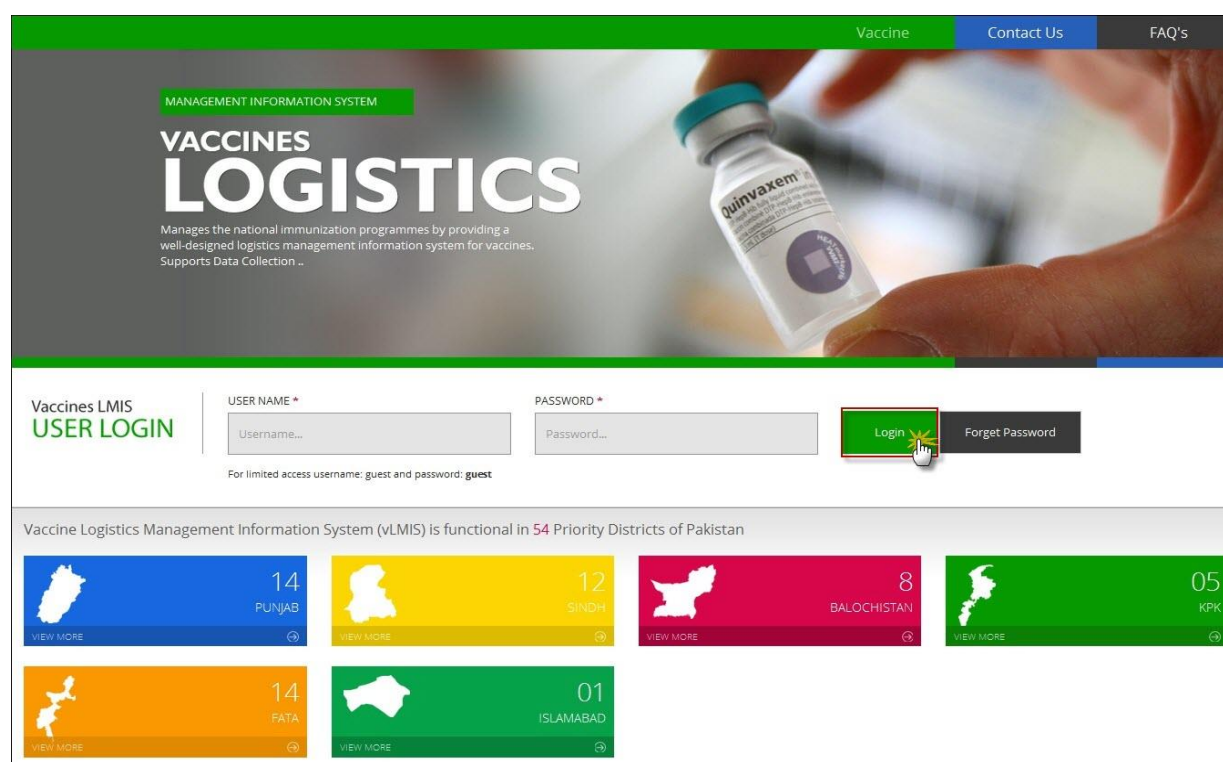 Vaccine
Contact Us
FAQ's
MANAGEMENT INFORMATION SYSTEM
VACCINES
LOGISTICS
Manages the national immunization programmes by providing a
well-designed logistics management information system for vaccines.
Supports Data Collection ..
Quinvaxem
Vaccines LMIS
USER LOGIN
USER NAME *
Username...
For limited access username: guest and password: guest
PASSWORD *
Password...
Login
Forget Password
Vaccine Logistics Management Information System (vLMIS) is functional in 54 Priority Districts of Pakistan
14
PUNJAB
VIEW MORE
12
SINDH
VIEW MORE
8
BALOCHISTAN
VIEW MORE
05
KPK
VIEW MORE
14
FATA
VIEW MORE
01
ISLAMABAD
VIEW MORE